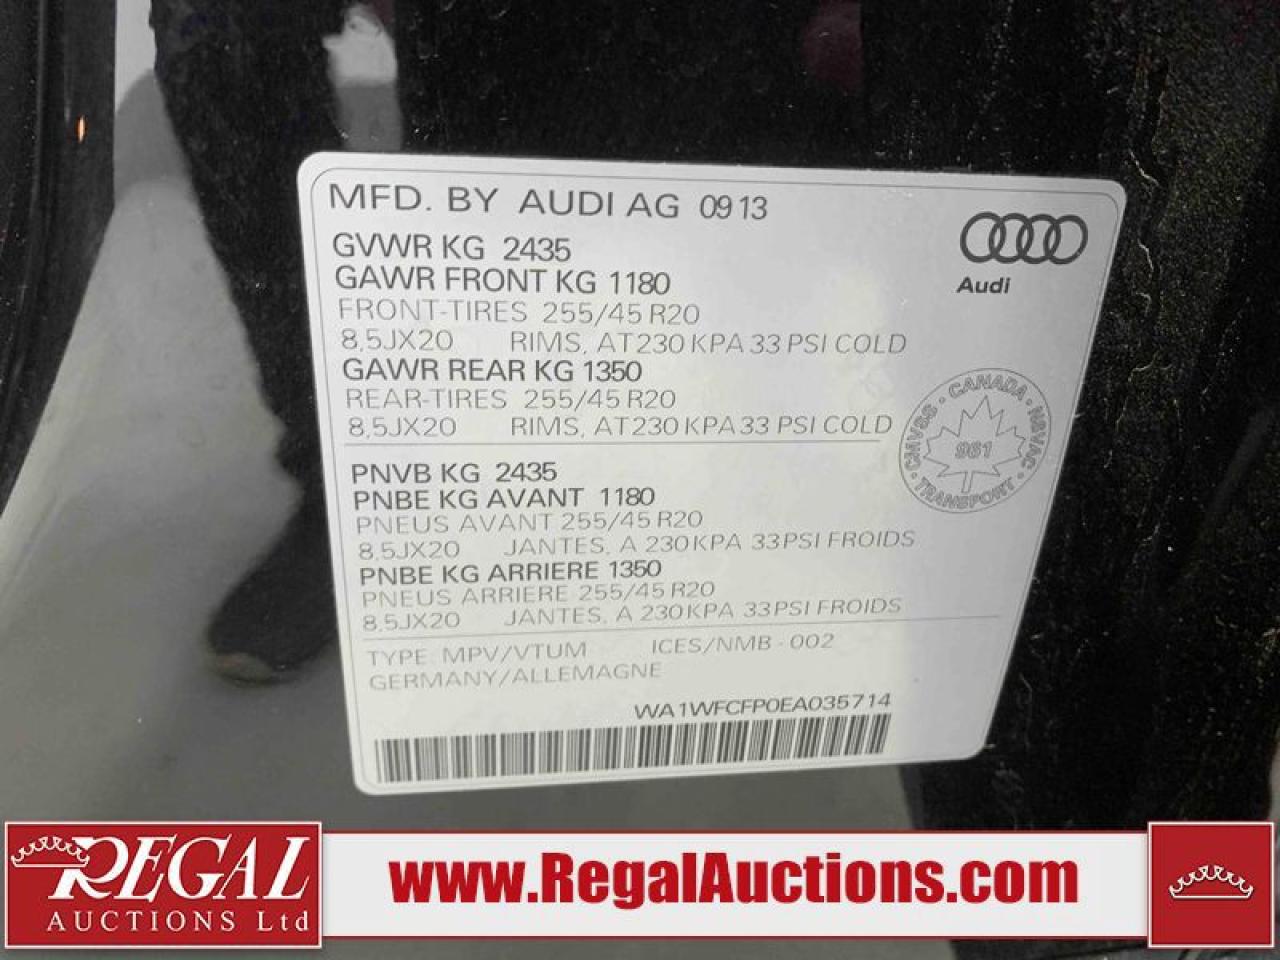 MFD. BY AUDI AG 0913
Audi
GVWR KG 2435
GAWR FRONT KG 1180
FRONT-TIRES 255/45 R20
8,5JX20 RIMS, AT 230 KPA 33 PSI COLD
GAWR REAR KG 1350
REAR-TIRES 255/45 R20
8,5JX20 RIMS, AT 230 KPA 33 PSI COLD
CANADA · NSVAC · TRANSPORT · CMVSS ·
961
PNVB KG 2435
PNBE KG AVANT 1180
PNEUS AVANT 255/45 R20
8,5JX20 JANTES, A 230 KPA 33 PSI FROIDS
PNBE KG ARRIERE 1350
PNEUS ARRIERE 255/45 R20
8,5JX20 JANTES, A 230 KPA 33 PSI FROIDS
TYPE: MPV/VTUM ICES/NMB - 002
GERMANY/ALLEMAGNE
WA1WFCFP0EA035714
REGAL
AUCTIONS Ltd
www.RegalAuctions.com